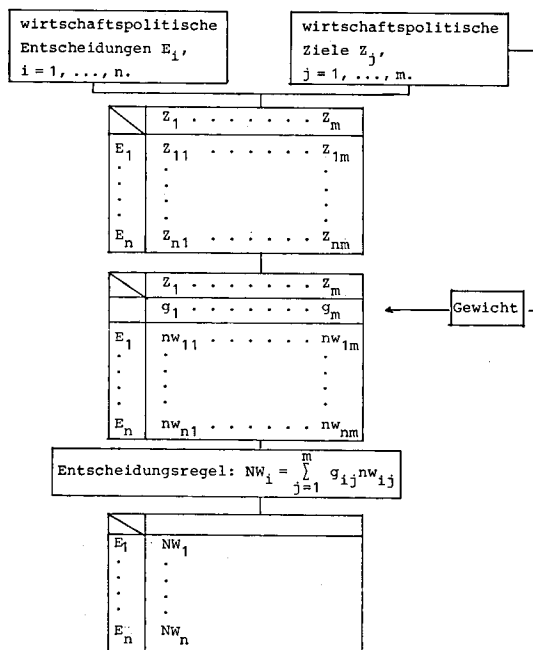 wirtschaftspolitische
Entscheidungen E_i,
i = 1, ..., n.
wirtschaftspolitische
Ziele Z_j,
j = 1, ..., m.
Z_1 . . . . . . . Z_m
E_1 Z_11 . . . . . . Z_1m
. . .
. . .
. . .
. . .
E_n Z_n1 . . . . . . Z_nm
Z_1 . . . . . . . Z_m
g_1 . . . . . . . g_m
Gewicht
E_1 nw_11 . . . . . . nw_1m
. . .
. . .
. . .
. . .
E_n nw_n1 . . . . . . nw_nm
Entscheidungsregel: NW_i = m∑j=1 g_ij nw_ij
E_1 NW_1
. .
. .
. .
. .
E_n NW_n